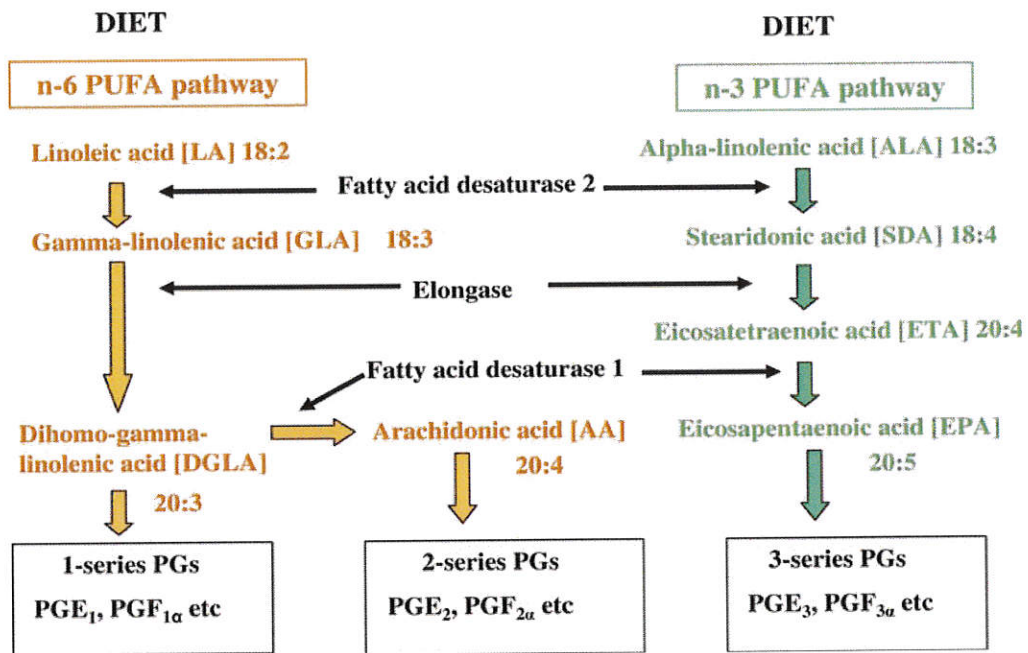 DIET
DIET
n-6 PUFA pathway
n-3 PUFA pathway
Linoleic acid [LA] 18:2
Alpha-linolenic acid [ALA] 18:3
Fatty acid desaturase 2
Gamma-linolenic acid [GLA] 18:3
Stearidonic acid [SDA] 18:4
Elongase
Eicosatetraenoic acid [ETA] 20:4
Fatty acid desaturase 1
Dihomo-gamma-
linolenic acid [DGLA]
20:3
Arachidonic acid [AA]
20:4
Eicosapentaenoic acid [EPA]
20:5
1-series PGs
PGE₁, PGF₁α etc
2-series PGs
PGE₂, PGF₂α etc
3-series PGs
PGE₃, PGF₃α etc